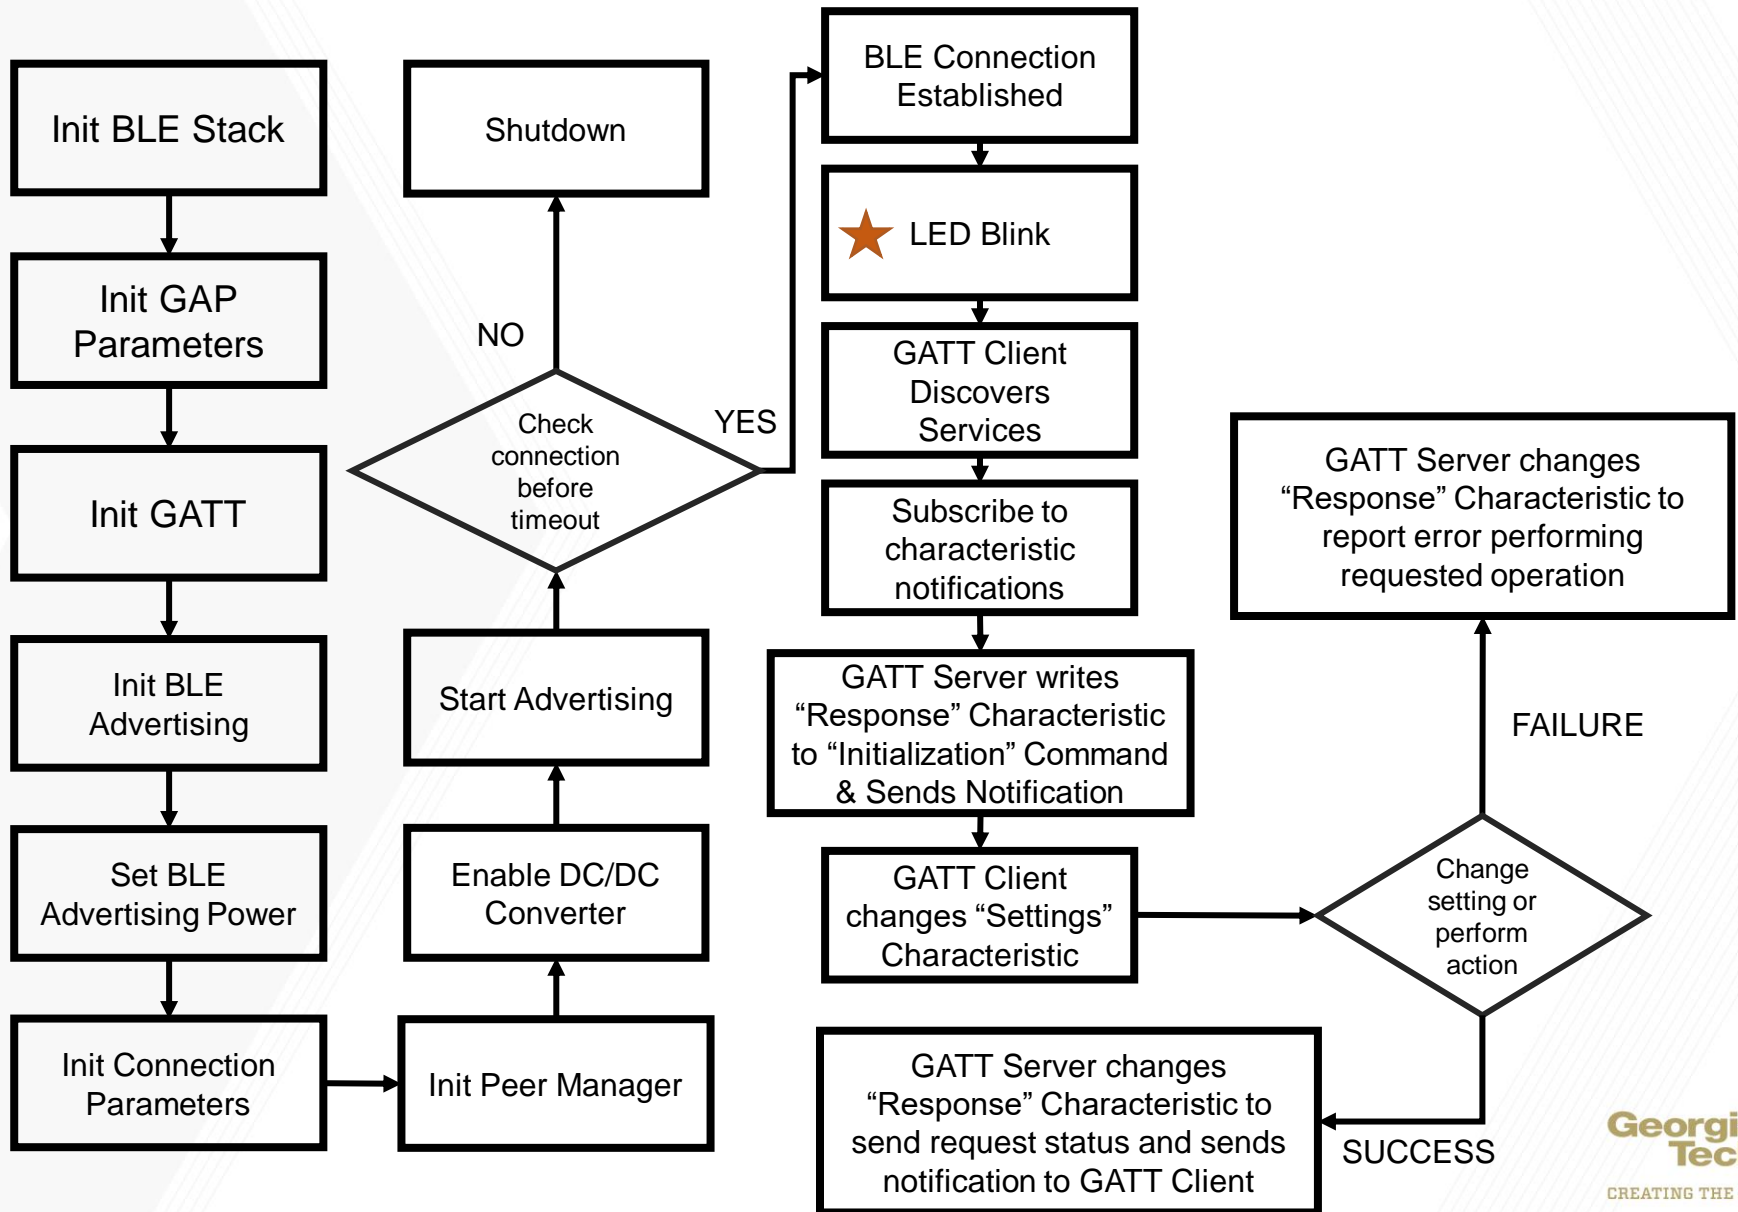 Init BLE Stack
Init GAP
Parameters
Init GATT
Init BLE
Advertising
Set BLE
Advertising Power
Init Connection
Parameters
Shutdown
NO
Check
connection
before
timeout
YES
Start Advertising
Enable DC/DC
Converter
Init Peer Manager
BLE Connection
Established
LED Blink
GATT Client
Discovers
Services
Subscribe to
characteristic
notifications
GATT Server writes
“Response” Characteristic
to “Initialization” Command
& Sends Notification
GATT Client
changes “Settings”
Characteristic
GATT Server changes
“Response” Characteristic to
send request status and sends
notification to GATT Client
GATT Server changes
“Response” Characteristic to
report error performing
requested operation
FAILURE
Change
setting or
perform
action
SUCCESS
Georgi
Tec
CREATING THE